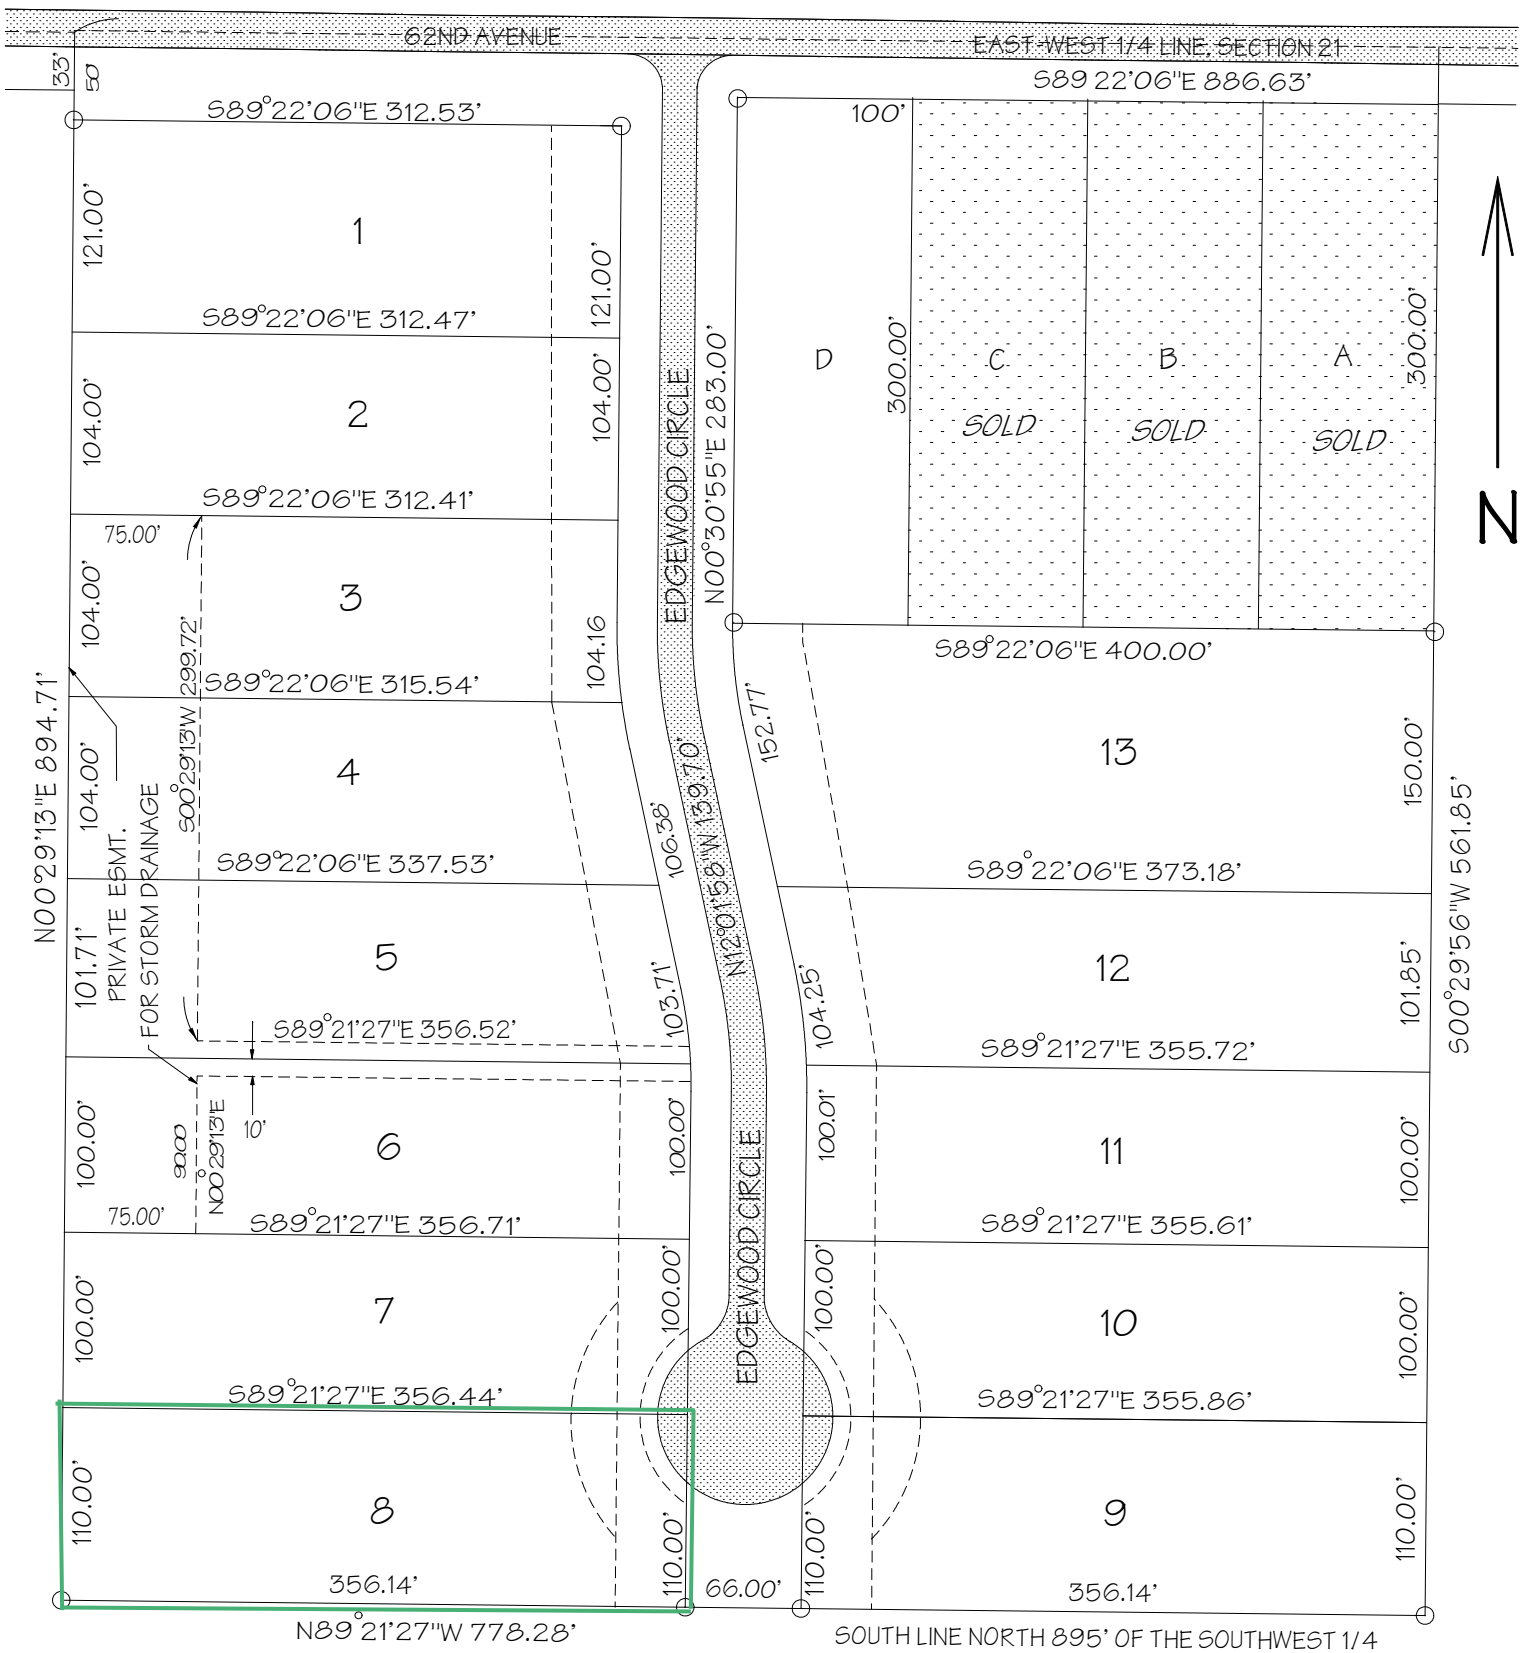 62ND AVENUE
EAST-WEST 1/4 LINE, SECTION 21
33'
50'
S89°22'06"E 312.53'
S89 22'06"E 886.63'
100'
121.00'
1
121.00'
S89°22'06"E 312.47'
D
300.00'
C
SOLD
B
SOLD
A
SOLD
300.00'
N
104.00'
2
104.00'
S89°22'06"E 312.41'
EDGEWOOD CIRCLE
N00°30'55"E 283.00'
75.00'
104.00'
3
104.16
S00°29'13"W 299.72'
S89°22'06"E 315.54'
S89°22'06"E 400.00'
N00°29'13"E 894.71'
104.00'
4
106.38'
N12°01'58"W 139.70'
152.77'
13
150.00'
S89°22'06"E 337.53'
S89°22'06"E 373.18'
PRIVATE ESMT.
FOR STORM DRAINAGE
101.71'
5
103.71'
104.25'
12
101.85'
S00°29'56"W 561.85'
S89°21'27"E 356.52'
S89°21'27"E 355.72'
100.00'
90.00'
N00°29'13"E
10'
6
100.00'
100.01'
11
100.00'
75.00'
S89°21'27"E 356.71'
EDGEWOOD CIRCLE
S89°21'27"E 355.61'
100.00'
7
100.00'
100.00'
10
100.00'
S89°21'27"E 356.44'
S89°21'27"E 355.86'
110.00'
8
110.00'
110.00'
9
110.00'
356.14'
66.00'
356.14'
N89°21'27"W 778.28'
SOUTH LINE NORTH 895' OF THE SOUTHWEST 1/4